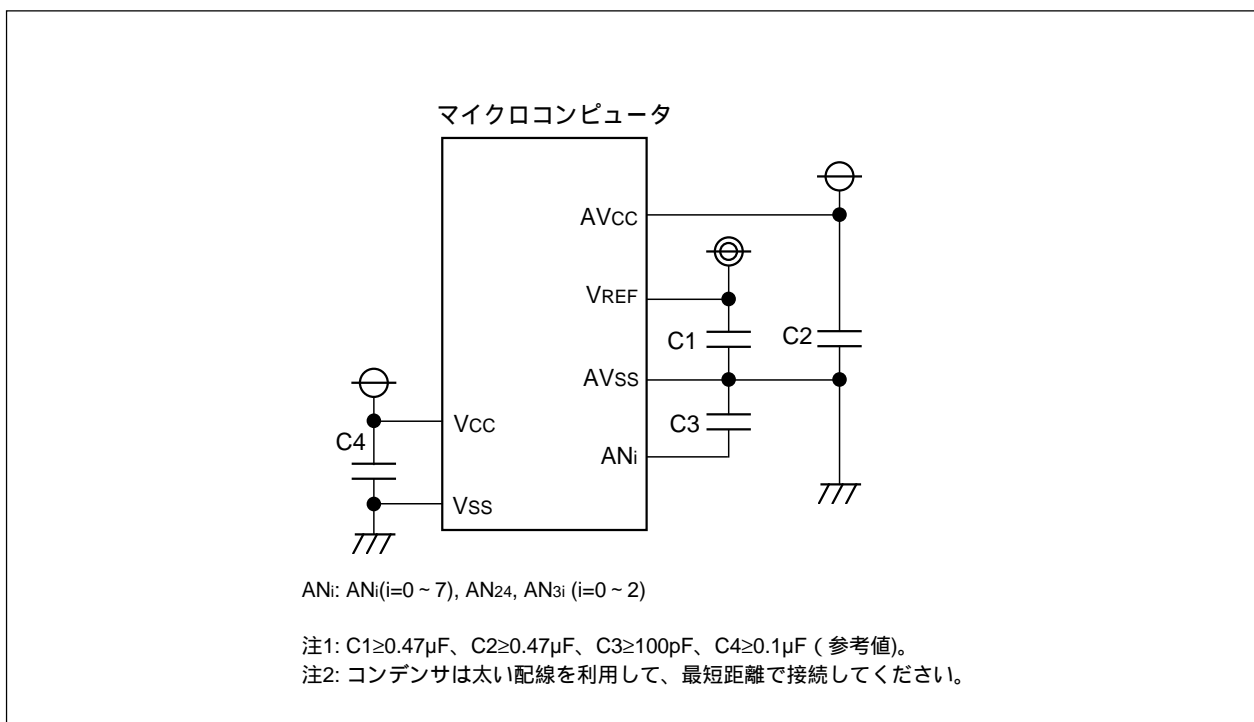 マイクロコンピュータ
AVCC
VREF
C1
C2
AVSS
C3
VCC
C4
ANi
VSS
ANi: ANi(i=0 ~ 7), AN24, AN3i (i=0 ~ 2)
注1: C1≥0.47µF、C2≥0.47µF、C3≥100pF、C4≥0.1µF ( 参考値)。
注2: コンデンサは太い配線を利用して、最短距離で接続してください。